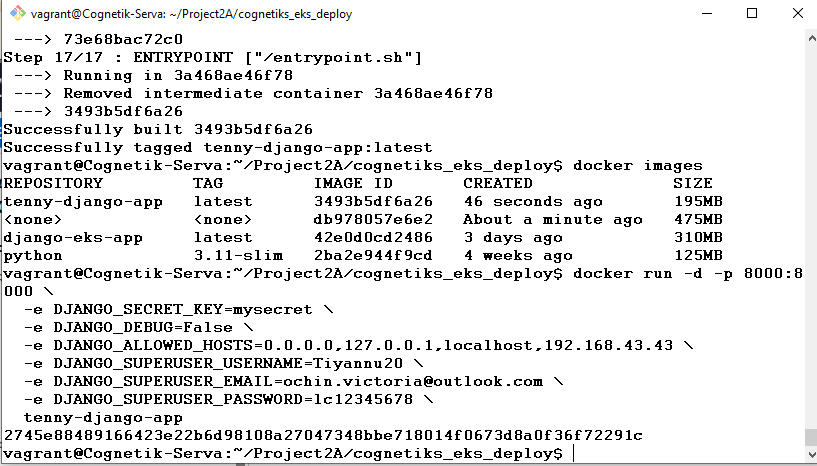 vagrant@Cognetik-Serva: ~/Project2A/cognetiks_eks_deploy
---> 73e68bac72c0
Step 17/17 : ENTRYPOINT ["/entrypoint.sh"]
---> Running in 3a468ae46f78
---> Removed intermediate container 3a468ae46f78
---> 3493b5df6a26
Successfully built 3493b5df6a26
Successfully tagged tenny-django-app:latest
vagrant@Cognetik-Serva:~/Project2A/cognetiks_eks_deploy$ docker images
REPOSITORY TAG IMAGE ID CREATED SIZE
tenny-django-app latest 3493b5df6a26 46 seconds ago 195MB
<none> <none> db978057e6e2 About a minute ago 475MB
django-eks-app latest 42e0d0cd2486 3 days ago 310MB
python 3.11-slim 2ba2e944f9cd 4 weeks ago 125MB
vagrant@Cognetik-Serva:~/Project2A/cognetiks_eks_deploy$ docker run -d -p 8000:8
000 \
-e DJANGO_SECRET_KEY=mysecret \
-e DJANGO_DEBUG=False \
-e DJANGO_ALLOWED_HOSTS=0.0.0.0,127.0.0.1,localhost,192.168.43.43 \
-e DJANGO_SUPERUSER_USERNAME=Tiyannu20 \
-e DJANGO_SUPERUSER_EMAIL=ochin.victoria@outlook.com \
-e DJANGO_SUPERUSER_PASSWORD=lc12345678 \
tenny-django-app
2745e88489166423e22b6d98108a27047348bbe718014f0673d8a0f36f72291c
vagrant@Cognetik-Serva:~/Project2A/cognetiks_eks_deploy$